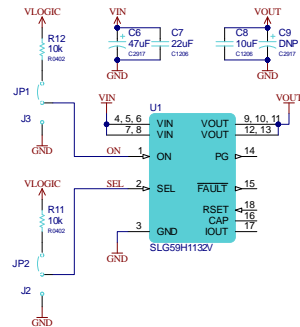 VLOGIC
R12
10k
R0402
JP1
J3
GND
VIN
C6
47uF
C2917
C7
22uF
C1206
GND
VOUT
C8
10uF
C1206
C9
DNP
C2917
GND
VIN
U1
VOUT
4, 5, 6
VIN
VOUT
9, 10, 11
7, 8
VIN
VOUT
12, 13
ON
1
ON
PG
14
VLOGIC
SEL
2
SEL
FAULT
15
R11
10k
R0402
RSET
18
CAP
16
3
GND
IOUT
17
SLG59H1132V
GND
JP2
J2
GND